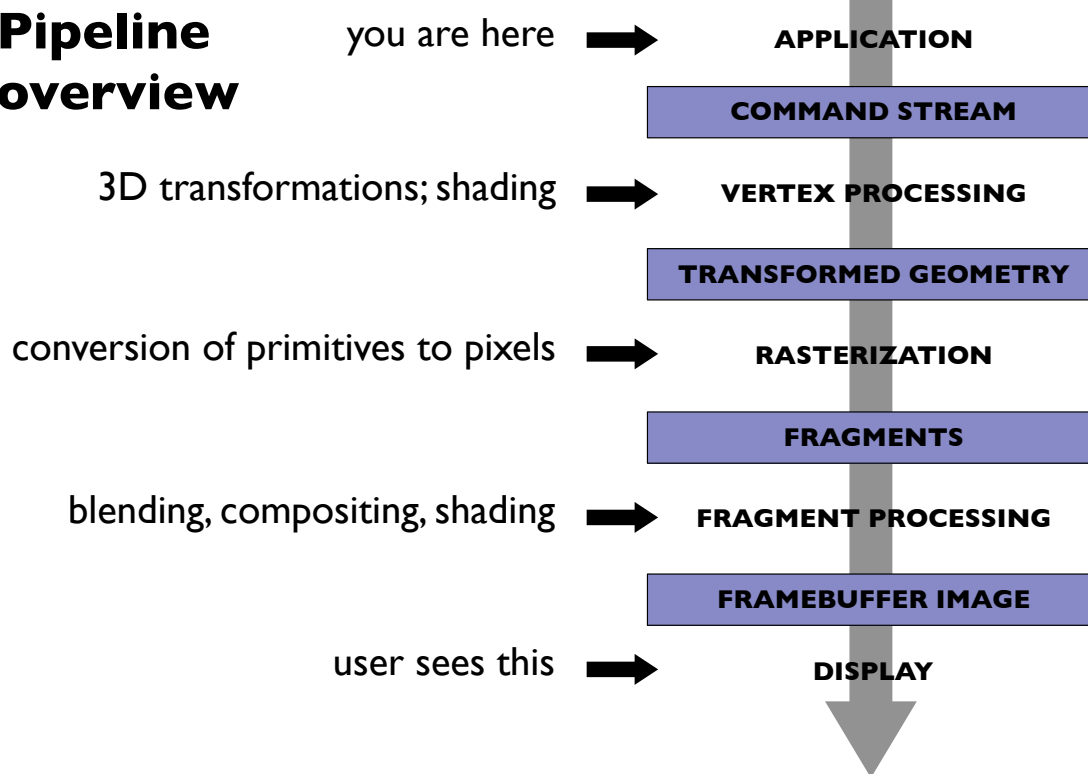 Pipeline
overview
you are here
APPLICATION
COMMAND STREAM
3D transformations; shading
VERTEX PROCESSING
TRANSFORMED GEOMETRY
conversion of primitives to pixels
RASTERIZATION
FRAGMENTS
blending, compositing, shading
FRAGMENT PROCESSING
FRAMEBUFFER IMAGE
user sees this
DISPLAY